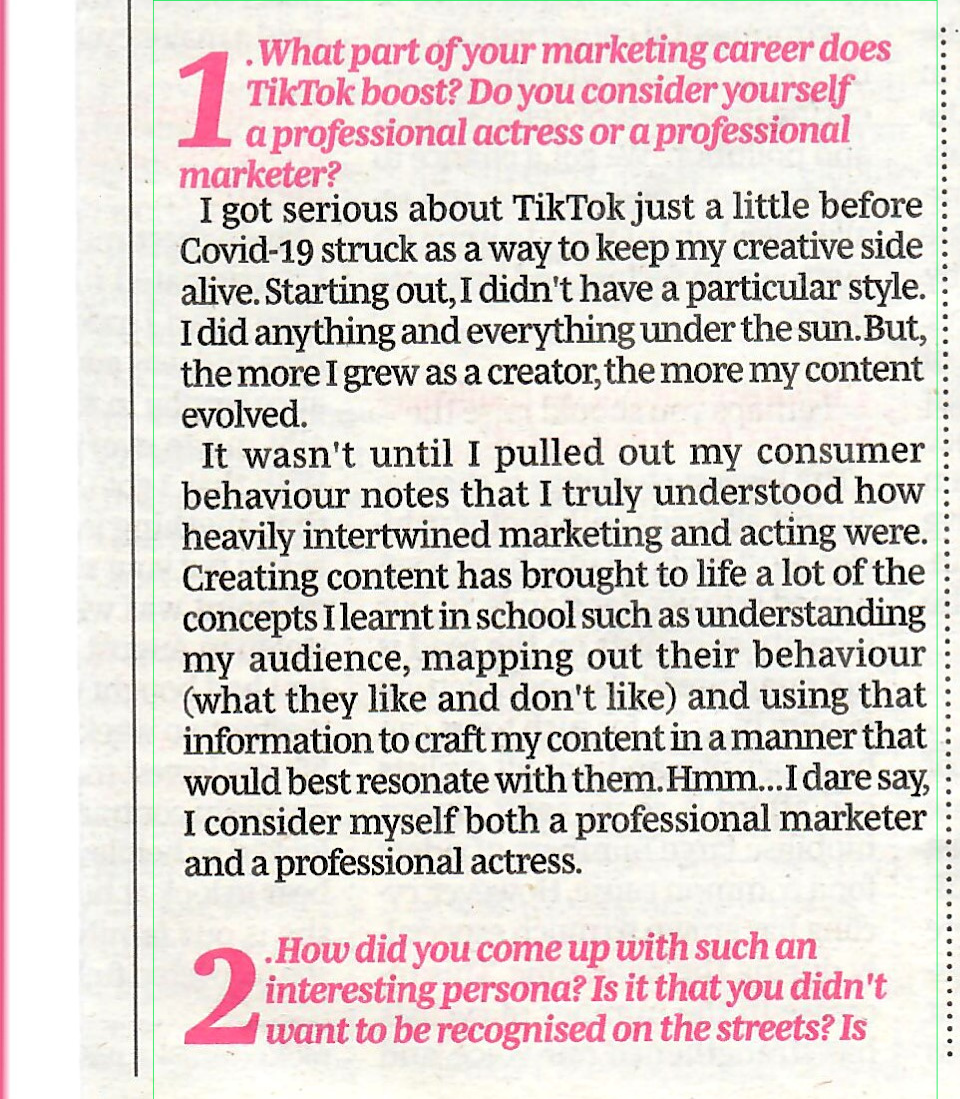 1. What part of your marketing career does
TikTok boost? Do you consider yourself
a professional actress or a professional
marketer?
I got serious about TikTok just a little before
Covid-19 struck as a way to keep my creative side
alive. Starting out, I didn't have a particular style.
I did anything and everything under the sun. But,
the more I grew as a creator, the more my content
evolved.
It wasn't until I pulled out my consumer
behaviour notes that I truly understood how
heavily intertwined marketing and acting were.
Creating content has brought to life a lot of the
concepts I learnt in school such as understanding
my audience, mapping out their behaviour
(what they like and don't like) and using that
information to craft my content in a manner that
would best resonate with them. Hmm... I dare say,
I consider myself both a professional marketer
and a professional actress.
2. How did you come up with such an
interesting persona? Is it that you didn't
want to be recognised on the streets? Is